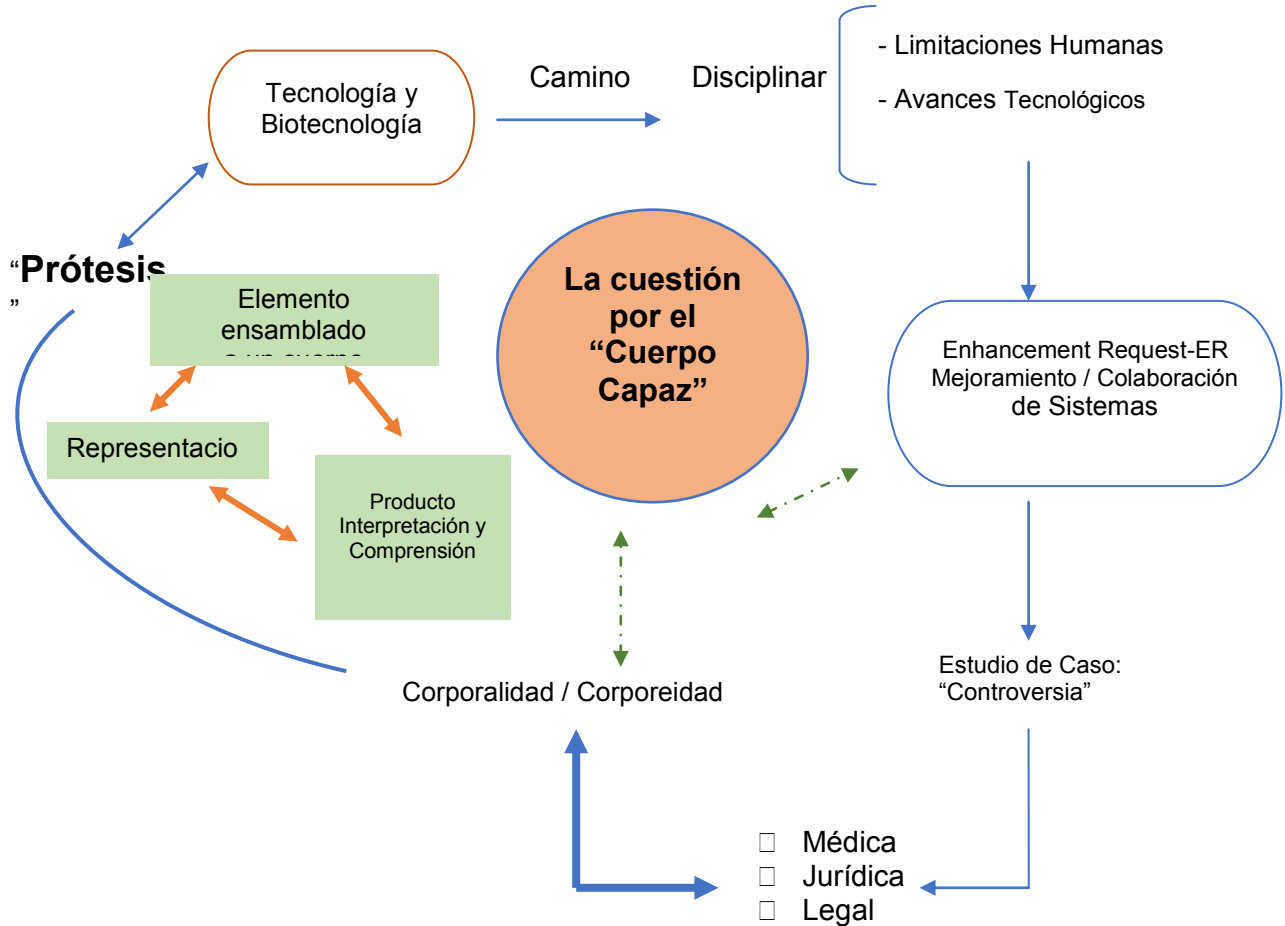 - Limitaciones Humanas
- Avances Tecnológicos
Camino
Disciplinar
Tecnología y
Biotecnología
“Prótesis
”
Elemento
ensamblado
Representacio
Producto
Interpretación y
Comprensión
La cuestión
por el
“Cuerpo
Capaz”
Enhancement Request-ER
Mejoramiento / Colaboración
de Sistemas
Corporalidad / Corporeidad
Estudio de Caso:
“Controversia”
Médica
Jurídica
Legal